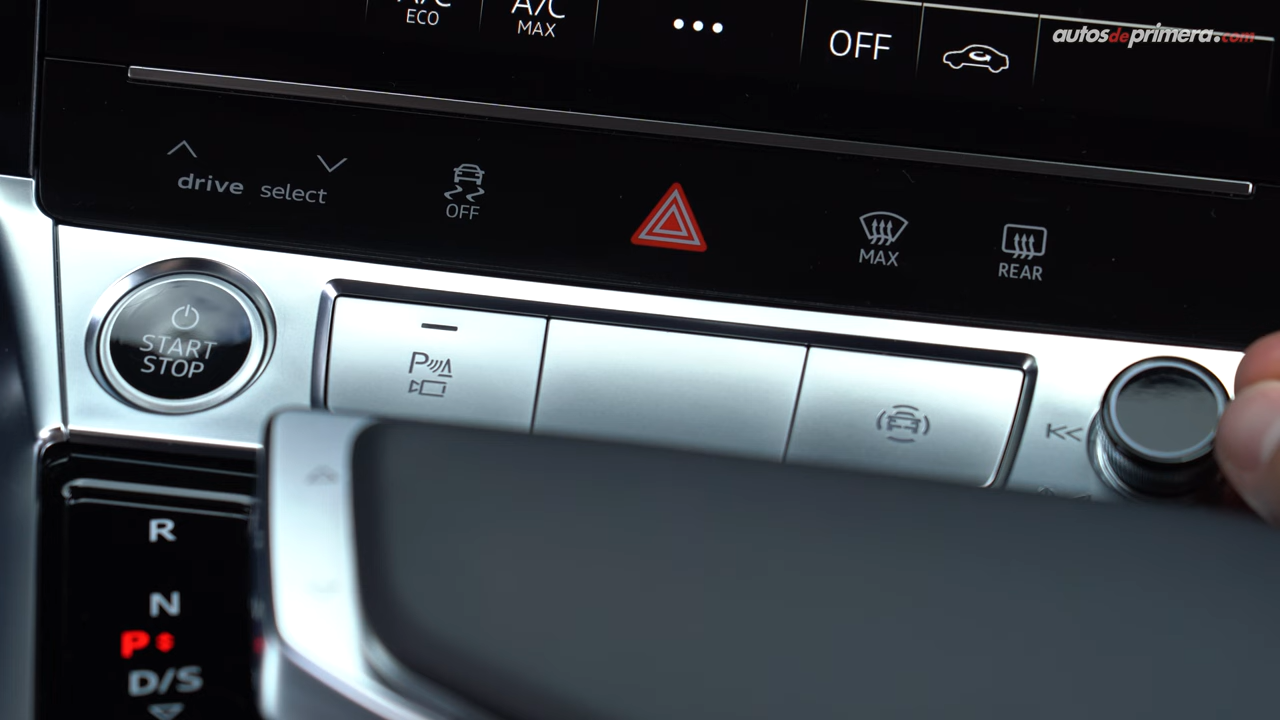 A/C
ECO
A/C
MAX
OFF
autosdeprimera.com
drive select
OFF
MAX
REAR
START
STOP
P
R
N
P
D/S